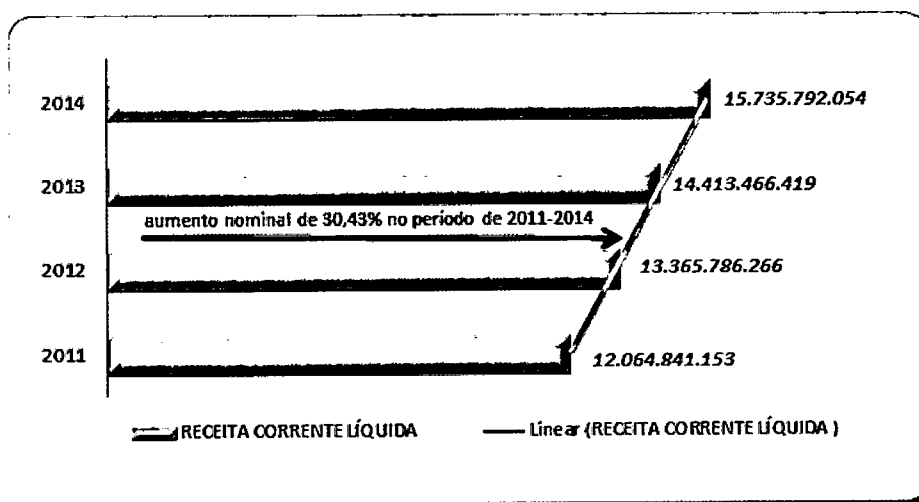 2014 15.735.792.054
2013 14.413.466.419
aumento nominal de 30,43% no período de 2011-2014
2012 13.365.786.266
2011 12.064.841.153
RECEITA CORRENTE LÍQUIDA Linear (RECEITA CORRENTE LÍQUIDA )